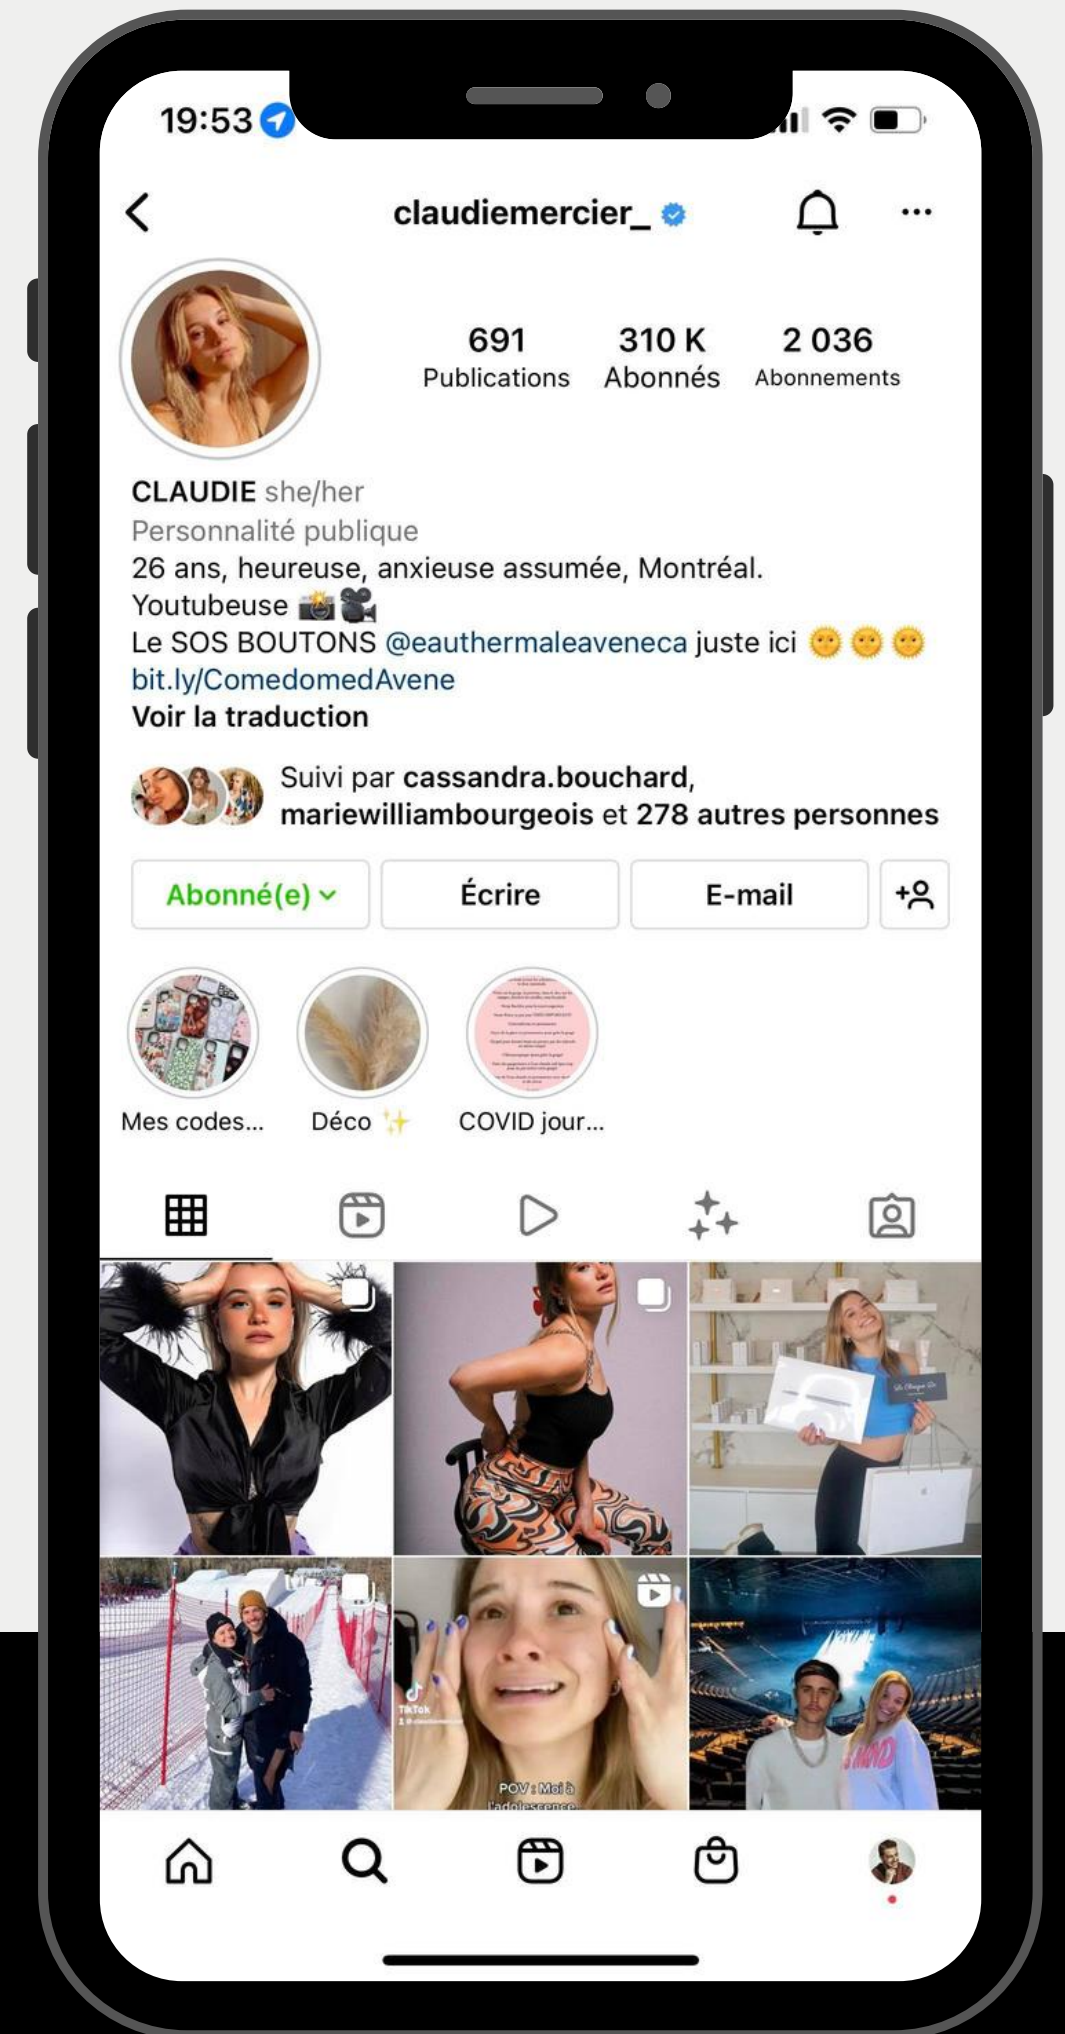 19:53
claudiemercier_
691 310 K 2 036
Publications Abonnés Abonnements
CLAUDIE she/her
Personnalité publique
26 ans, heureuse, anxieuse assumée, Montréal.
Youtubeuse 📸🎥
Le SOS BOUTONS @eauthermaleaveneca juste ici 🌞🌞🌞
bit.ly/ComedomedAvene
Voir la traduction
Suivi par cassandra.bouchard,
mariewilliambourgeois et 278 autres personnes
Abonné(e) Écrire E-mail
Mes codes... Déco ✨ COVID jour...
TikTok
POV : Moi à
l'adolescence